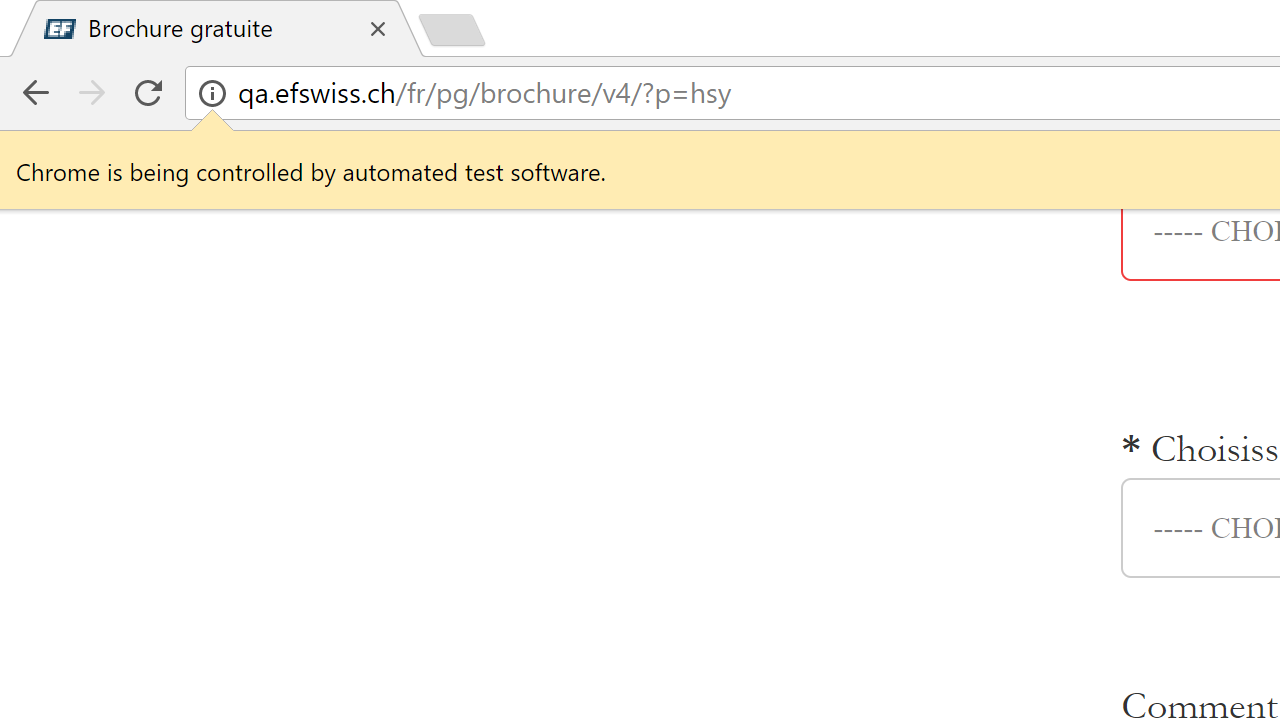 EF Brochure gratuite
qa.efswiss.ch/fr/pg/brochure/v4/?p=hsy
Chrome is being controlled by automated test software.
----- CHOI
* Choisiss
----- CHOI
Comment